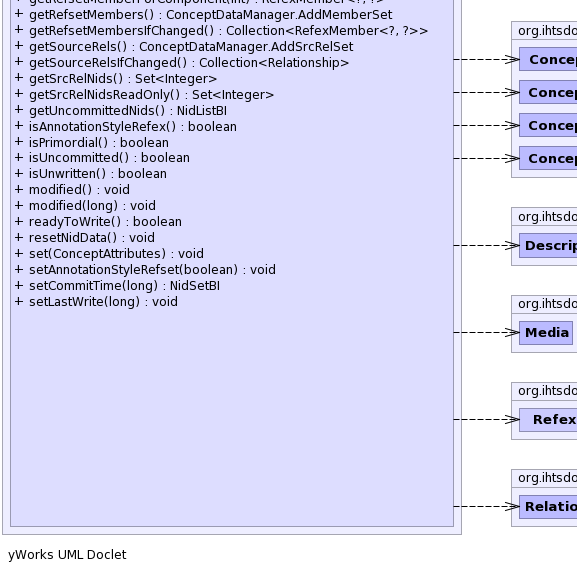 + getRefsetMembers() : ConceptDataManager.AddMemberSet
+ getRefsetMembersIfChanged() : Collection<RefexMember<?, ?>>
+ getSourceRels() : ConceptDataManager.AddSrcRelSet
+ getSourceRelsIfChanged() : Collection<Relationship>
+ getSrcRelNids() : Set<Integer>
+ getSrcRelNidsReadOnly() : Set<Integer>
+ getUncommittedNids() : NidListBI
+ isAnnotationStyleRefex() : boolean
+ isPrimordial() : boolean
+ isUncommitted() : boolean
+ isUnwritten() : boolean
+ modified() : void
+ modified(long) : void
+ readyToWrite() : boolean
+ resetNidData() : void
+ set(ConceptAttributes) : void
+ setAnnotationStyleRefset(boolean) : void
+ setCommitTime(long) : NidSetBI
+ setLastWrite(long) : void
org.ihtsdo
Concep
Concep
Concep
Concep
org.ihtsdo
Descrip
org.ihtsdo
Media
org.ihtsdo
Refex
org.ihtsdo
Relatio
yWorks UML Doclet